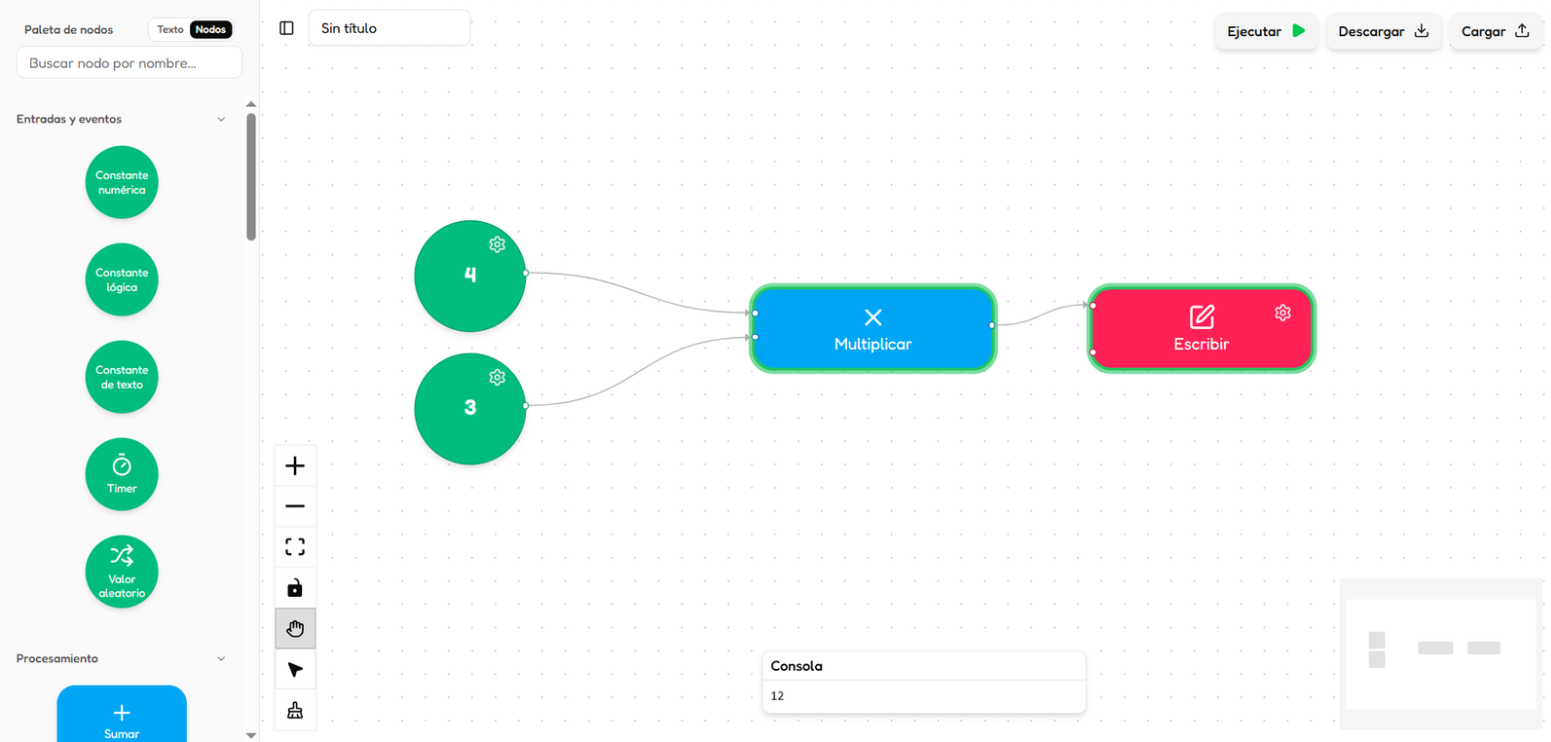 Paleta de nodos
Texto Nodos
Buscar nodo por nombre...
Entradas y eventos
Constante
numérica
Constante
lógica
Constante
de texto
Timer
Valor
aleatorio
Procesamiento
Sumar
Sin título
Ejecutar
Descargar
Cargar
4
3
Multiplicar
Escribir
Consola
12